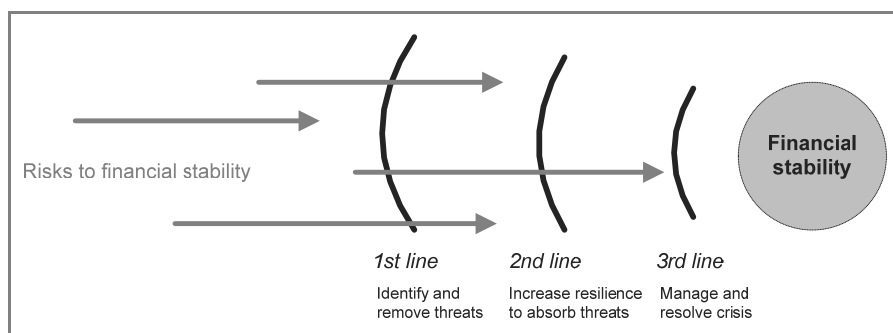 Risks to financial stability
Financial
stability
1st line
Identify and
remove threats
2nd line
Increase resilience
to absorb threats
3rd line
Manage and
resolve crisis